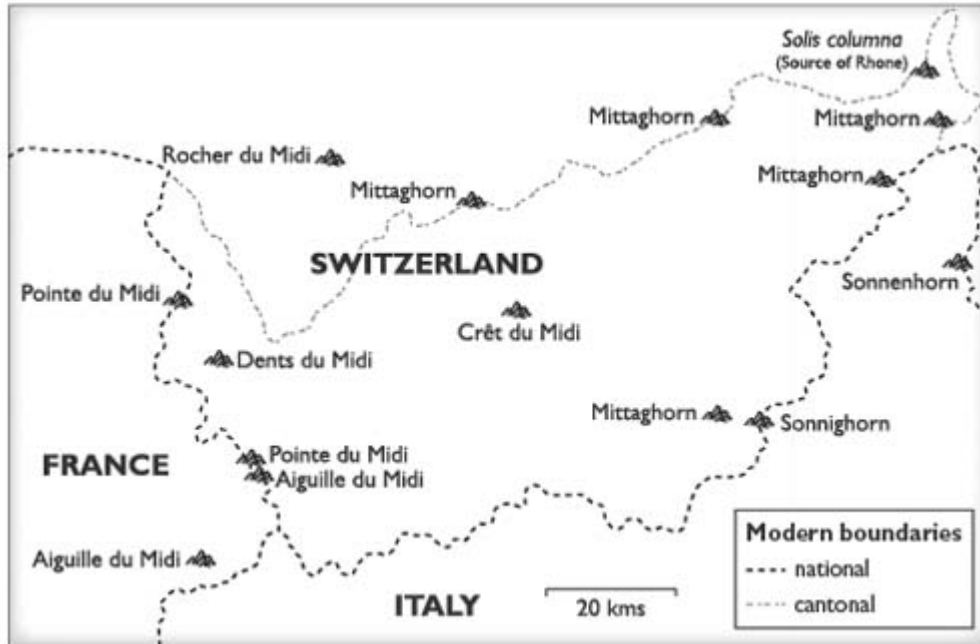 Solis columna
(Source of Rhone)
Mittaghorn
Mittaghorn
Rocher du Midi
Mittaghorn
Mittaghorn
SWITZERLAND
Sonnenhorn
Pointe du Midi
Crêt du Midi
Dents du Midi
Mittaghorn
Sonnighorn
Pointe du Midi
FRANCE
Aiguille du Midi
Aiguille du Midi
ITALY
20 kms
Modern boundaries
national
cantonal